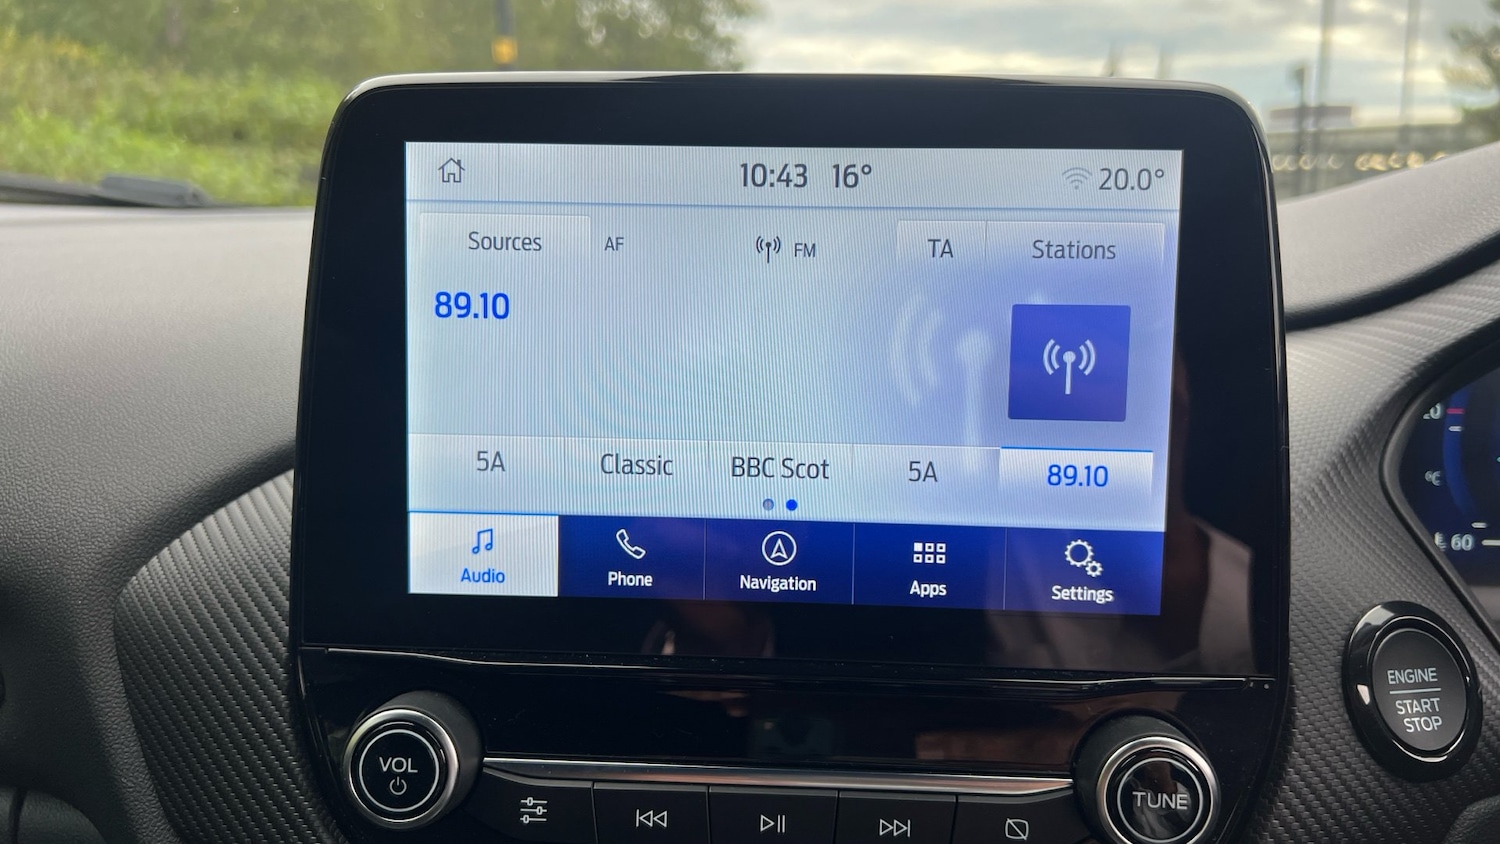 10:43 16° 20.0°
Sources AF FM TA Stations
89.10
5A Classic BBC Scot 5A 89.10
Audio Phone Navigation Apps Settings
ENGINE
START
STOP
VOL
TUNE
60